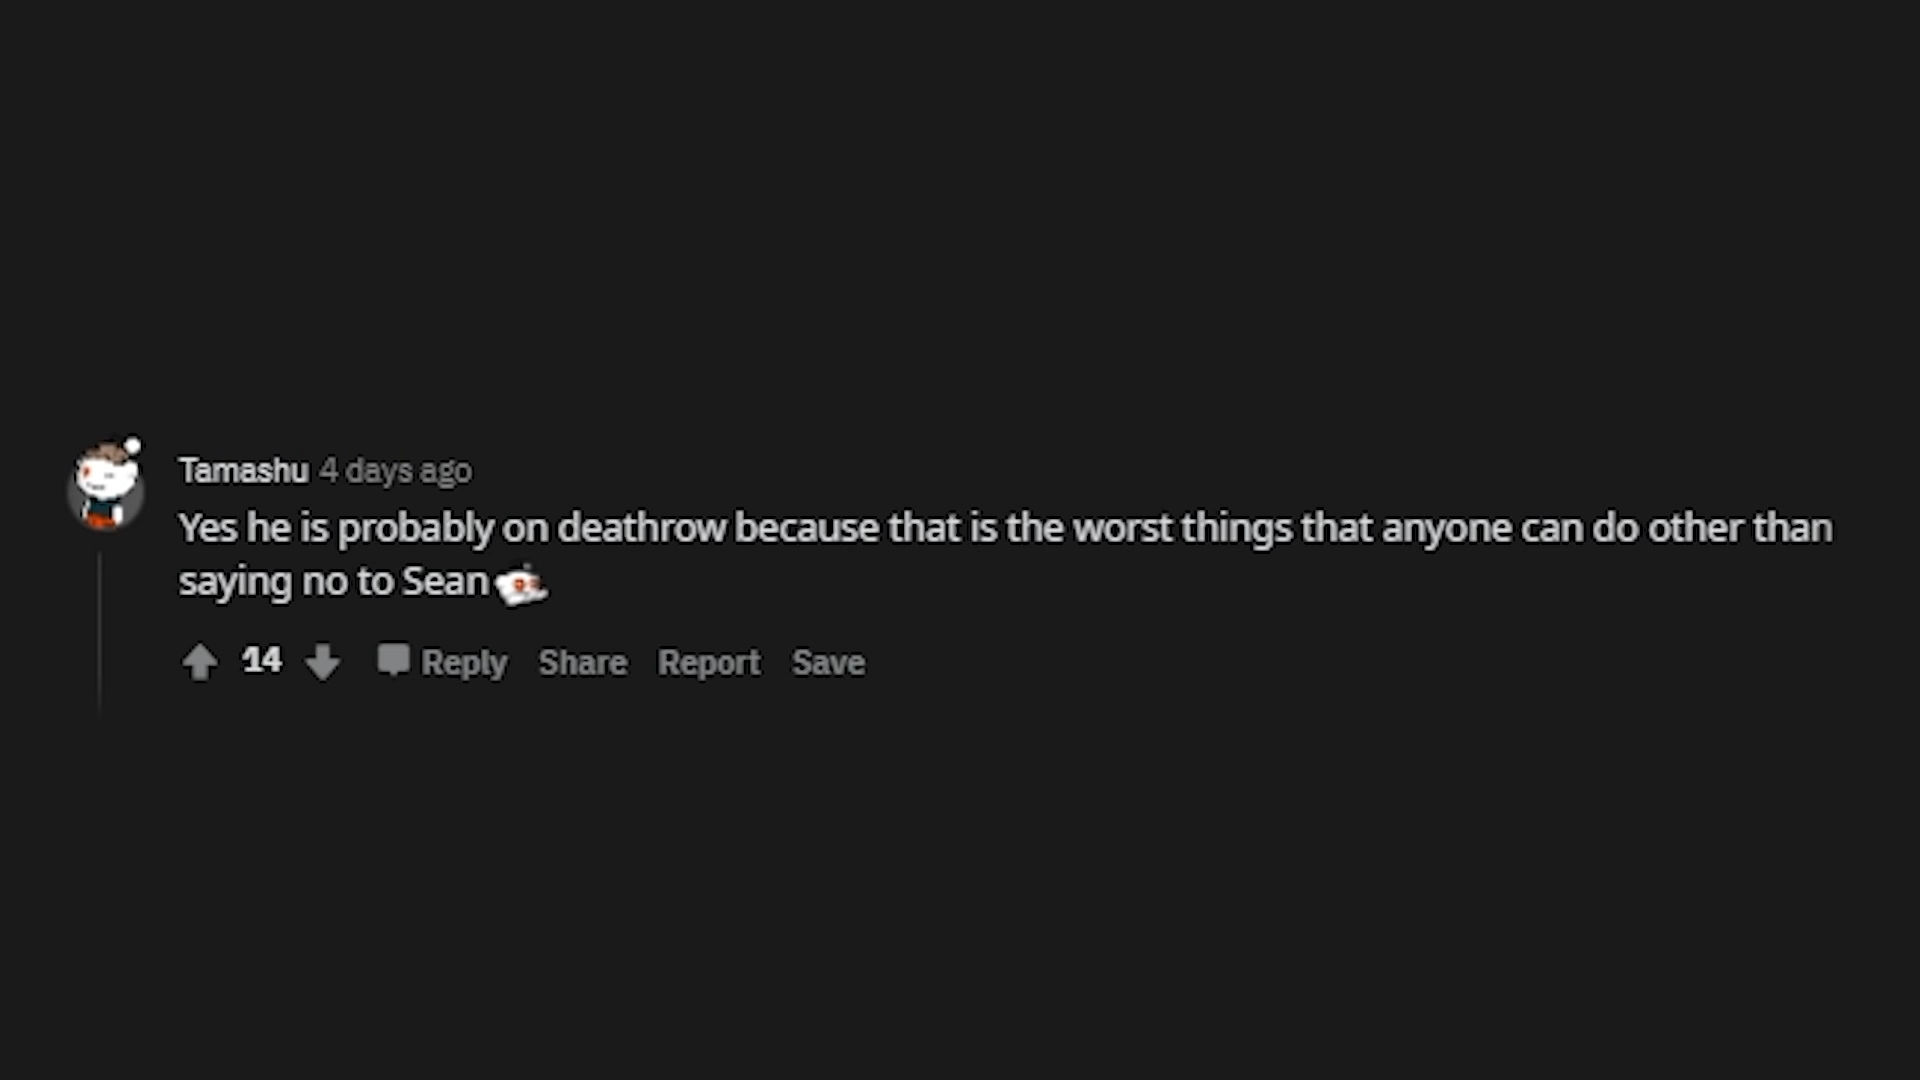 Tamashu 4 days ago
Yes he is probably on deathrow because that is the worst things that anyone can do other than
saying no to Sean
14 Reply Share Report Save